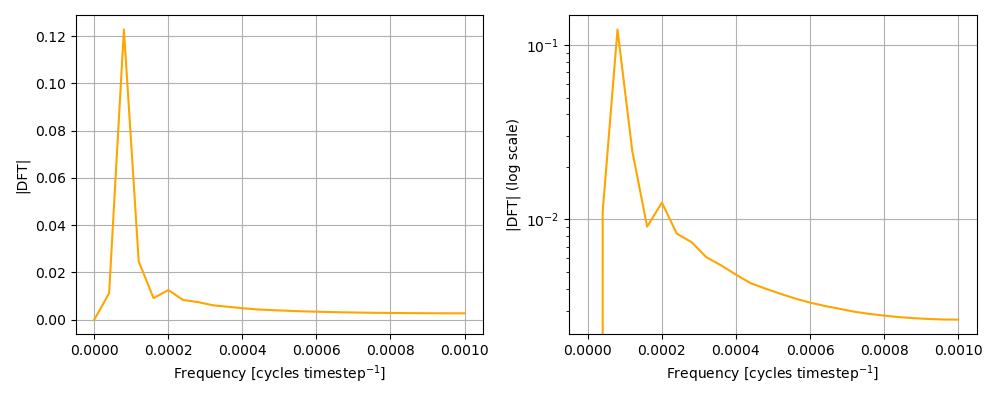 |DFT|
0.12
0.10
0.08
0.06
0.04
0.02
0.00
0.0000 0.0002 0.0004 0.0006 0.0008 0.0010
Frequency [cycles timestep⁻¹]
|DFT| (log scale)
10⁻¹
10⁻²
0.0000 0.0002 0.0004 0.0006 0.0008 0.0010
Frequency [cycles timestep⁻¹]